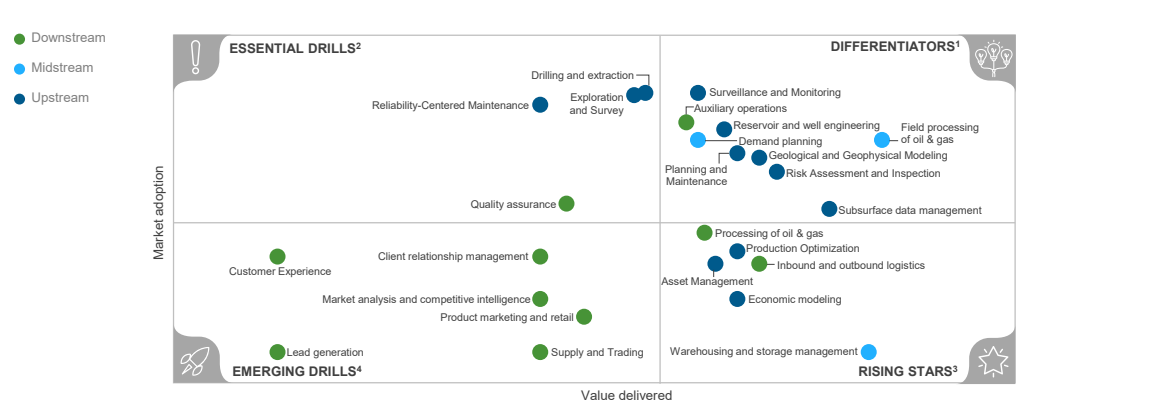 Downstream
Midstream
Upstream
ESSENTIAL DRILLS²
DIFFERENTIATORS¹
Drilling and extraction
Reliability-Centered Maintenance
Exploration
and Survey
Quality assurance
Surveillance and Monitoring
Auxiliary operations
Reservoir and well engineering
Field processing
of oil & gas
Demand planning
Geological and Geophysical Modeling
Planning and
Maintenance
Risk Assessment and Inspection
Subsurface data management
Market adoption
Customer Experience
Client relationship management
Market analysis and competitive intelligence
Product marketing and retail
Lead generation
Supply and Trading
EMERGING DRILLS⁴
Processing of oil & gas
Production Optimization
Inbound and outbound logistics
Asset Management
Economic modeling
Warehousing and storage management
RISING STARS³
Value delivered